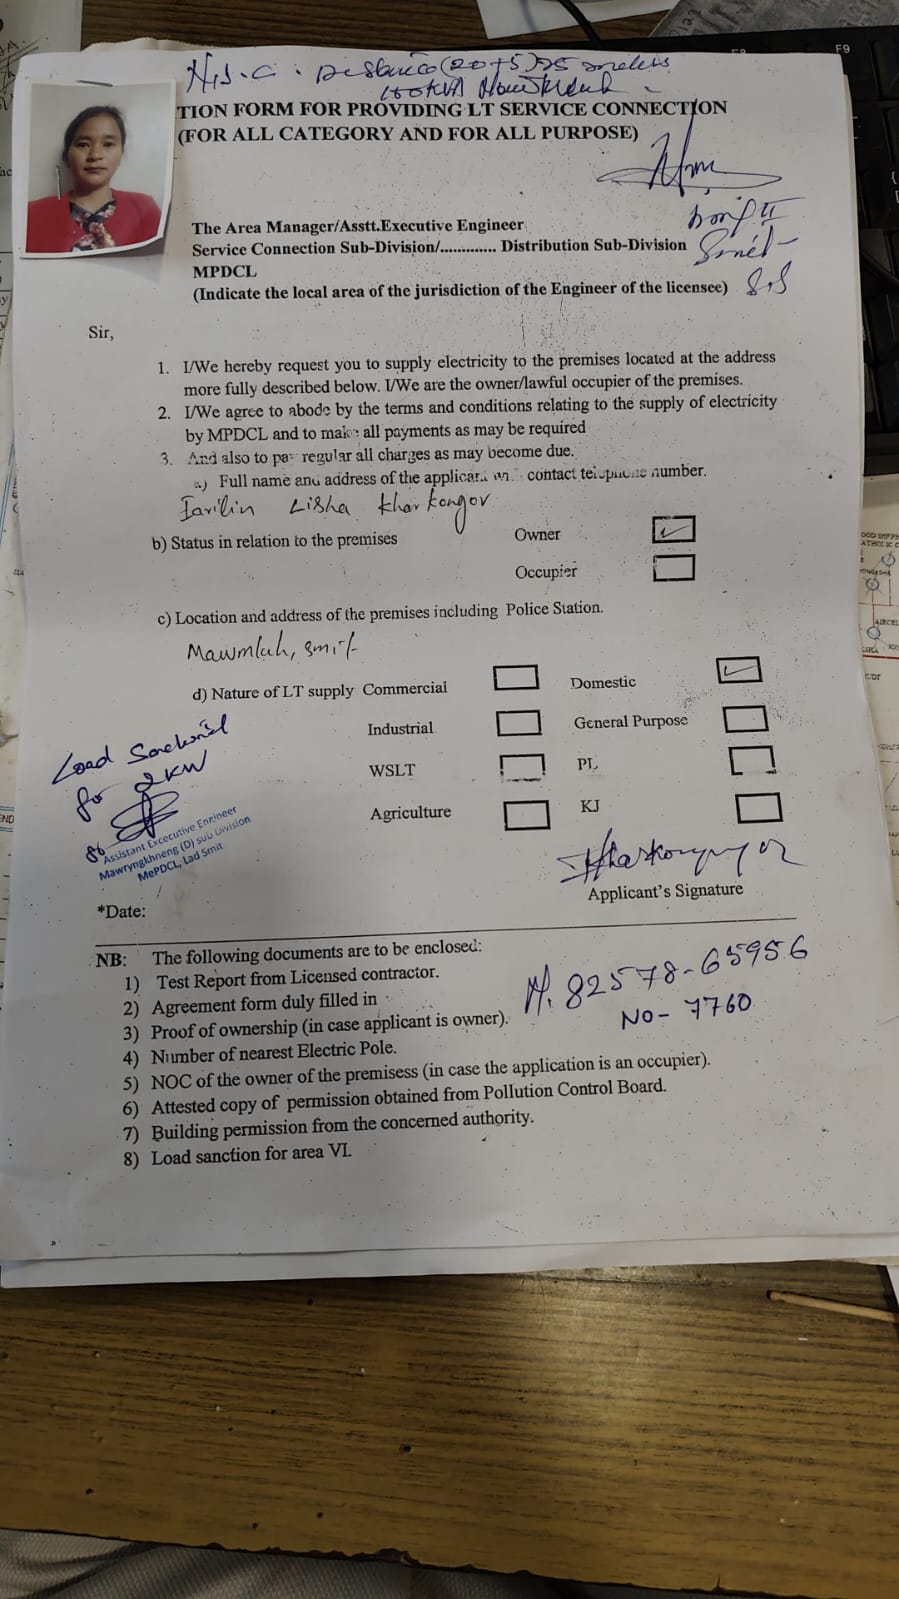 N.S.C. Distance (20+5) 25 meters
100KVA
TION FORM FOR PROVIDING LT SERVICE CONNECTION
(FOR ALL CATEGORY AND FOR ALL PURPOSE)
The Area Manager/Asstt.Executive Engineer
Service Connection Sub-Division/............. Distribution Sub-Division
MPDCL
(Indicate the local area of the jurisdiction of the Engineer of the licensee)
Sir,
1. I/We hereby request you to supply electricity to the premises located at the address
more fully described below. I/We are the owner/lawful occupier of the premises.
2. I/We agree to abode by the terms and conditions relating to the supply of electricity
by MPDCL and to make all payments as may be required
3. And also to pay regular all charges as may become due.
a) Full name and address of the applicant with contact telephone number.
Iarilin Lisha Kharkongor
b) Status in relation to the premises Owner
Occupier
c) Location and address of the premises including Police Station.
Mawmluh, Smit
d) Nature of LT supply Commercial Domestic
Industrial General Purpose
WSLT PL
Agriculture KJ
Load Sanctioned
for 2KW
Assistant Excecutive Engineer
Mawryngkhneng (D) sub Division
MePDCL, Lad Smit
Applicant's Signature
*Date:
NB: The following documents are to be enclosed:
1) Test Report from Licensed contractor.
2) Agreement form duly filled in
3) Proof of ownership (in case applicant is owner).
4) Number of nearest Electric Pole.
5) NOC of the owner of the premisess (in case the application is an occupier).
6) Attested copy of permission obtained from Pollution Control Board.
7) Building permission from the concerned authority.
8) Load sanction for area VI.
M. 82578-65956
NO- 7760
F9